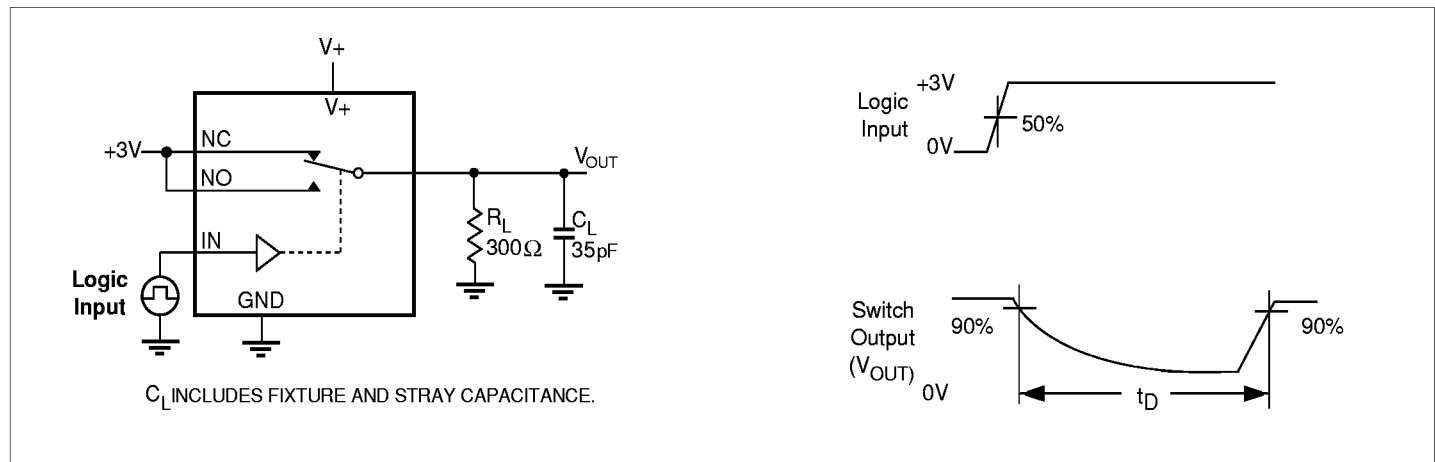 V+
V+
+3V
NC
NO
IN
GND
Logic
Input
VOUT
RL
300Ω
CL
35pF
CL INCLUDES FIXTURE AND STRAY CAPACITANCE.
Logic
Input
+3V
0V
50%
Switch
Output
(VOUT)
90%
0V
90%
tD